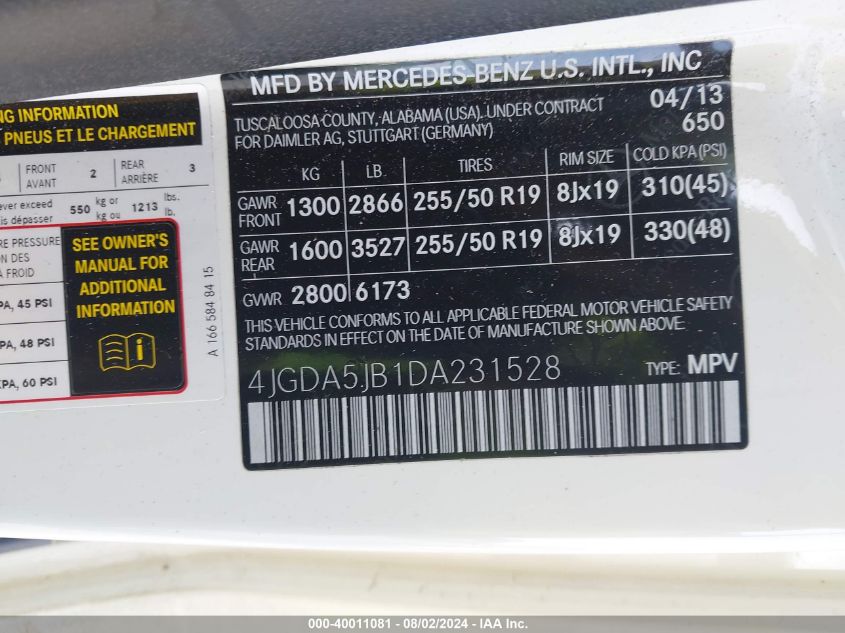 NG INFORMATION
PNEUS ET LE CHARGEMENT
FRONT AVANT 2 REAR ARRIÈRE 3
ever exceed 550 kg or 1213 lbs.
is dépasser kg ou lb.
RE PRESSURE
ON DES
À FROID
PA, 45 PSI
PA, 48 PSI
KPA, 60 PSI
SEE OWNER'S
MANUAL FOR
ADDITIONAL
INFORMATION
A 166 584 84 15
MFD BY MERCEDES-BENZ U.S. INTL., INC
TUSCALOOSA COUNTY, ALABAMA (USA). UNDER CONTRACT 04/13
FOR DAIMLER AG, STUTTGART (GERMANY) 650
KG LB TIRES RIM SIZE COLD KPA (PSI)
GAWR FRONT 1300 2866 255/50 R19 8Jx19 310(45)
GAWR REAR 1600 3527 255/50 R19 8Jx19 330(48)
GVWR 2800 6173
THIS VEHICLE CONFORMS TO ALL APPLICABLE FEDERAL MOTOR VEHICLE SAFETY
STANDARDS IN EFFECT ON THE DATE OF MANUFACTURE SHOWN ABOVE.
4JGDA5JB1DA231528 TYPE: MPV
000-40011081 - 08/02/2024 - IAA Inc.